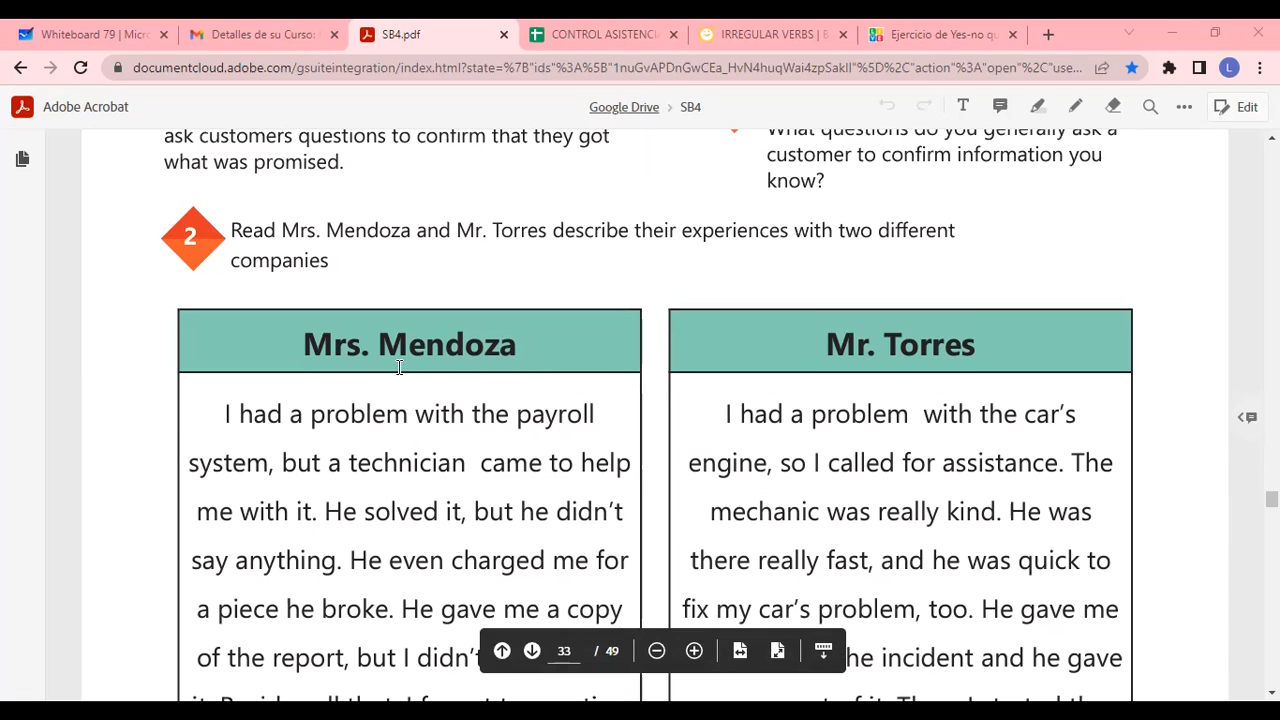 Whiteboard 79 | Micr
Detalles de su Curso:
SB4.pdf
CONTROL ASISTENCI
IRREGULAR VERBS | B
Ejercicio de Yes-no qu
documentcloud.adobe.com/gsuiteintegration/index.html?state=%7B"ids"%3A%5B"1nuGvAPDnGwCEa_HvN4huqWai4zpSakll"%5D%2C"action"%3A"open"%2C"use...
L
Adobe Acrobat
Google Drive > SB4
Edit
ask customers questions to confirm that they got
what was promised.
What questions do you generally ask a
customer to confirm information you
know?
2
Read Mrs. Mendoza and Mr. Torres describe their experiences with two different
companies
Mrs. Mendoza
I had a problem with the payroll
system, but a technician came to help
me with it. He solved it, but he didn't
say anything. He even charged me for
a piece he broke. He gave me a copy
of the report, but I didn't
Mr. Torres
I had a problem with the car's
engine, so I called for assistance. The
mechanic was really kind. He was
there really fast, and he was quick to
fix my car's problem, too. He gave me
he incident and he gave
33 / 49